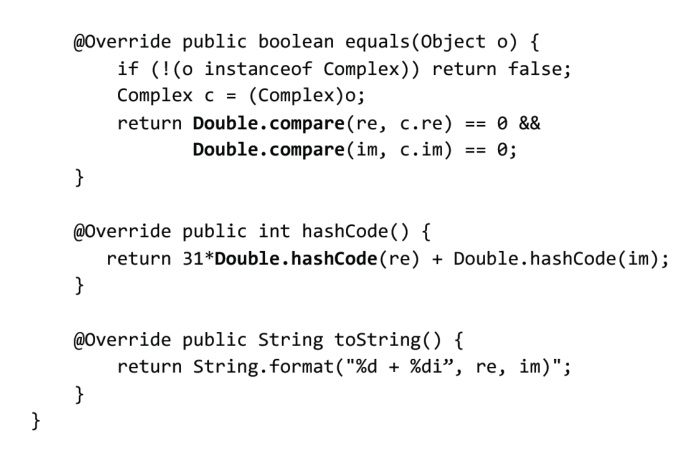 @Override public boolean equals(Object o) {
if (!(o instanceof Complex)) return false;
Complex c = (Complex)o;
return Double.compare(re, c.re) == 0 &&
Double.compare(im, c.im) == 0;
}
@Override public int hashCode() {
return 31*Double.hashCode(re) + Double.hashCode(im);
}
@Override public String toString() {
return String.format("%d + %di”, re, im)";
}
}